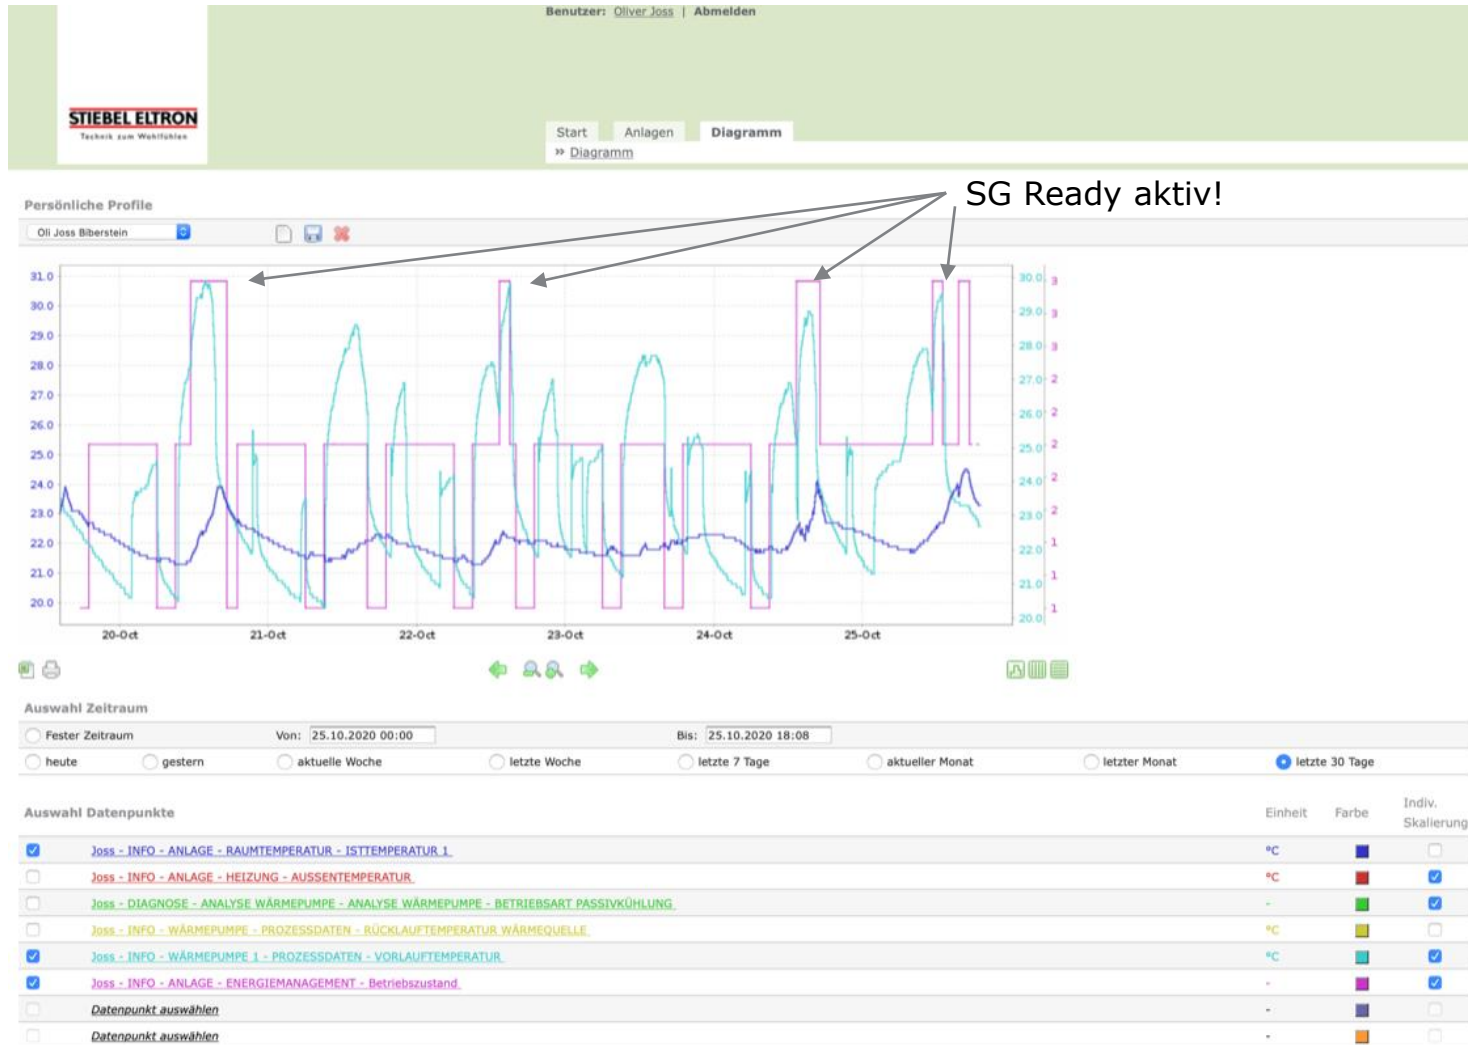 Benutzer: Oliver Joss | Abmelden
STIEBEL ELTRON
Technik zum Wohlfühlen
Start Anlagen Diagramm
» Diagramm
SG Ready aktiv!
Persönliche Profile
Oli Joss Biberstein
31.0 30.0 3
30.0 29.0 3
29.0 28.0 3
28.0 27.0 2
27.0 26.0 2
26.0 25.0 2
25.0 24.0 2
24.0 23.0 2
23.0 22.0 1
22.0 21.0 1
21.0 20.0 1
20.0
20-Oct 21-Oct 22-Oct 23-Oct 24-Oct 25-Oct
Auswahl Zeitraum
Fester Zeitraum Von: 25.10.2020 00:00 Bis: 25.10.2020 18:08
heute gestern aktuelle Woche letzte Woche letzte 7 Tage aktueller Monat letzter Monat letzte 30 Tage
Auswahl Datenpunkte Einheit Farbe Indiv.
Skalierung
Joss - INFO - ANLAGE - RAUMTEMPERATUR - ISTTEMPERATUR 1 °C
Joss - INFO - ANLAGE - HEIZUNG - AUSSENTEMPERATUR °C
Joss - DIAGNOSE - ANALYSE WÄRMEPUMPE - ANALYSE WÄRMEPUMPE - BETRIEBSART PASSIVKÜHLUNG -
Joss - INFO - WÄRMEPUMPE - PROZESSDATEN - RÜCKLAUFTEMPERATUR WÄRMEQUELLE °C
Joss - INFO - WÄRMEPUMPE 1 - PROZESSDATEN - VORLAUFTEMPERATUR °C
Joss - INFO - ANLAGE - ENERGIEMANAGEMENT - Betriebszustand -
Datenpunkt auswählen -
Datenpunkt auswählen -